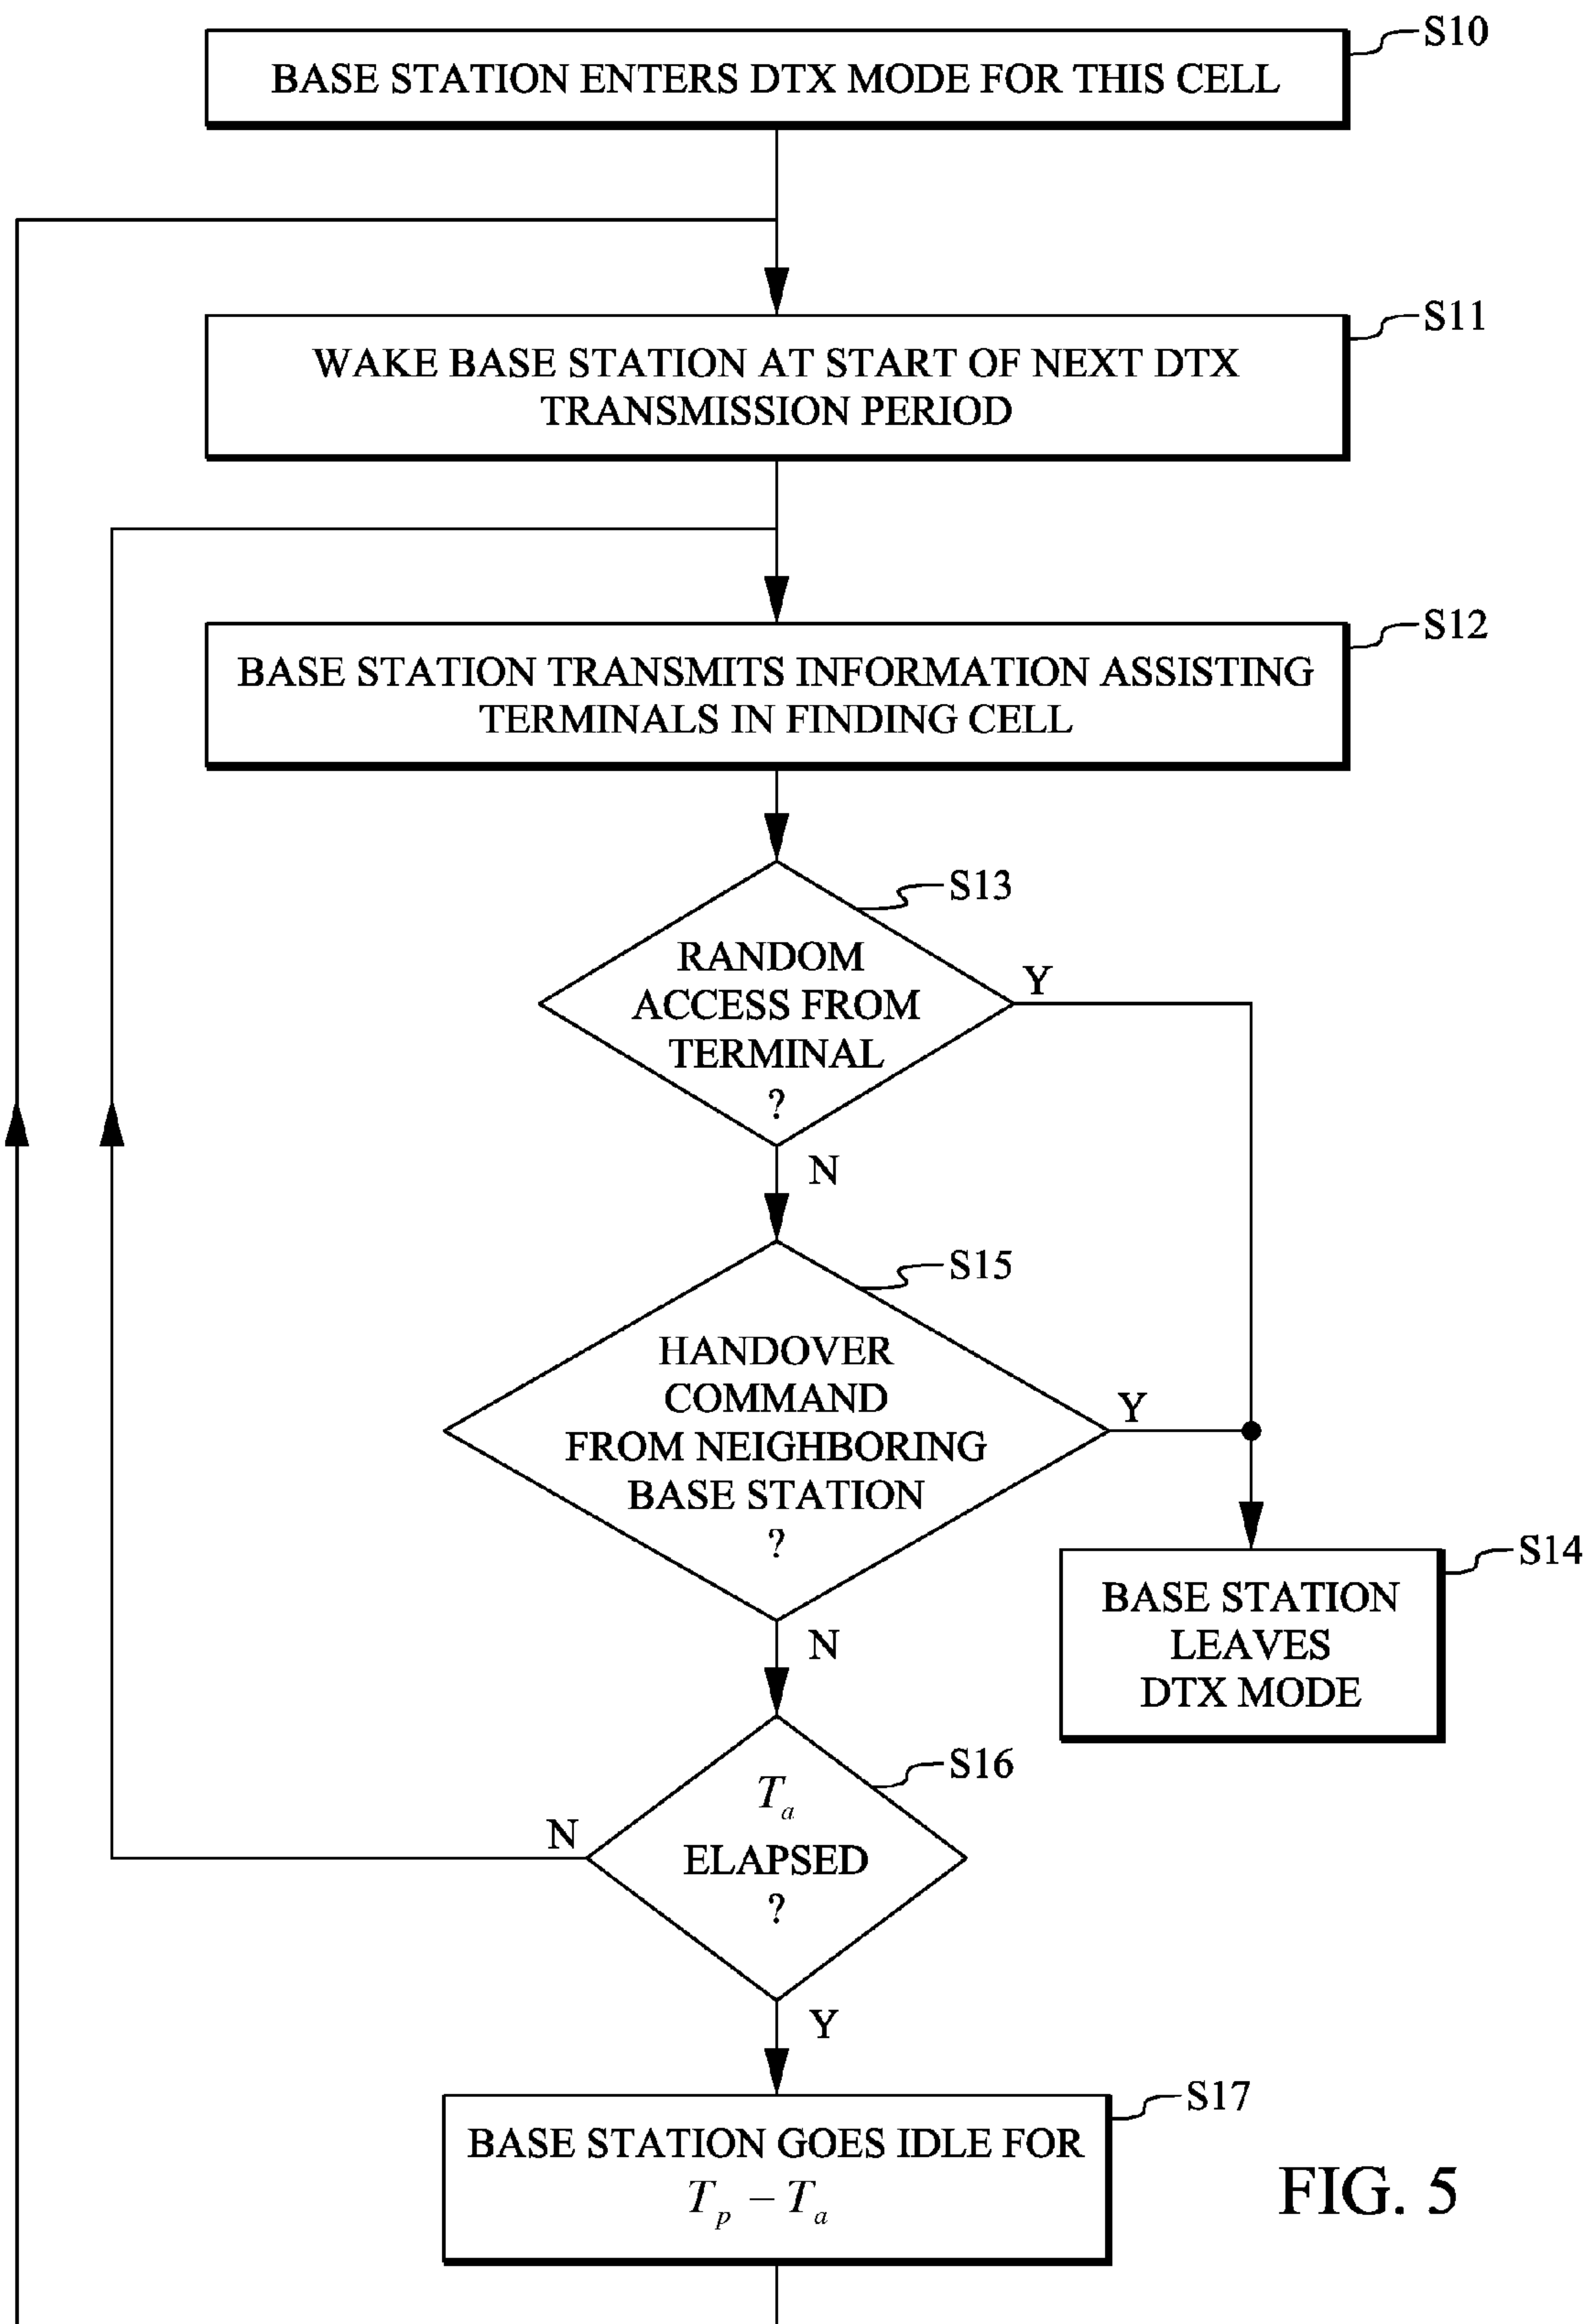 S10
BASE STATION ENTERS DTX MODE FOR THIS CELL
S11
WAKE BASE STATION AT START OF NEXT DTX
TRANSMISSION PERIOD
S12
BASE STATION TRANSMITS INFORMATION ASSISTING
TERMINALS IN FINDING CELL
S13
RANDOM
ACCESS FROM
TERMINAL
?
Y
N
S15
HANDOVER
COMMAND
FROM NEIGHBORING
BASE STATION
?
Y
N
S14
BASE STATION
LEAVES
DTX MODE
S16
T_a
ELAPSED
?
N
Y
S17
BASE STATION GOES IDLE FOR
T_p − T_a
FIG. 5